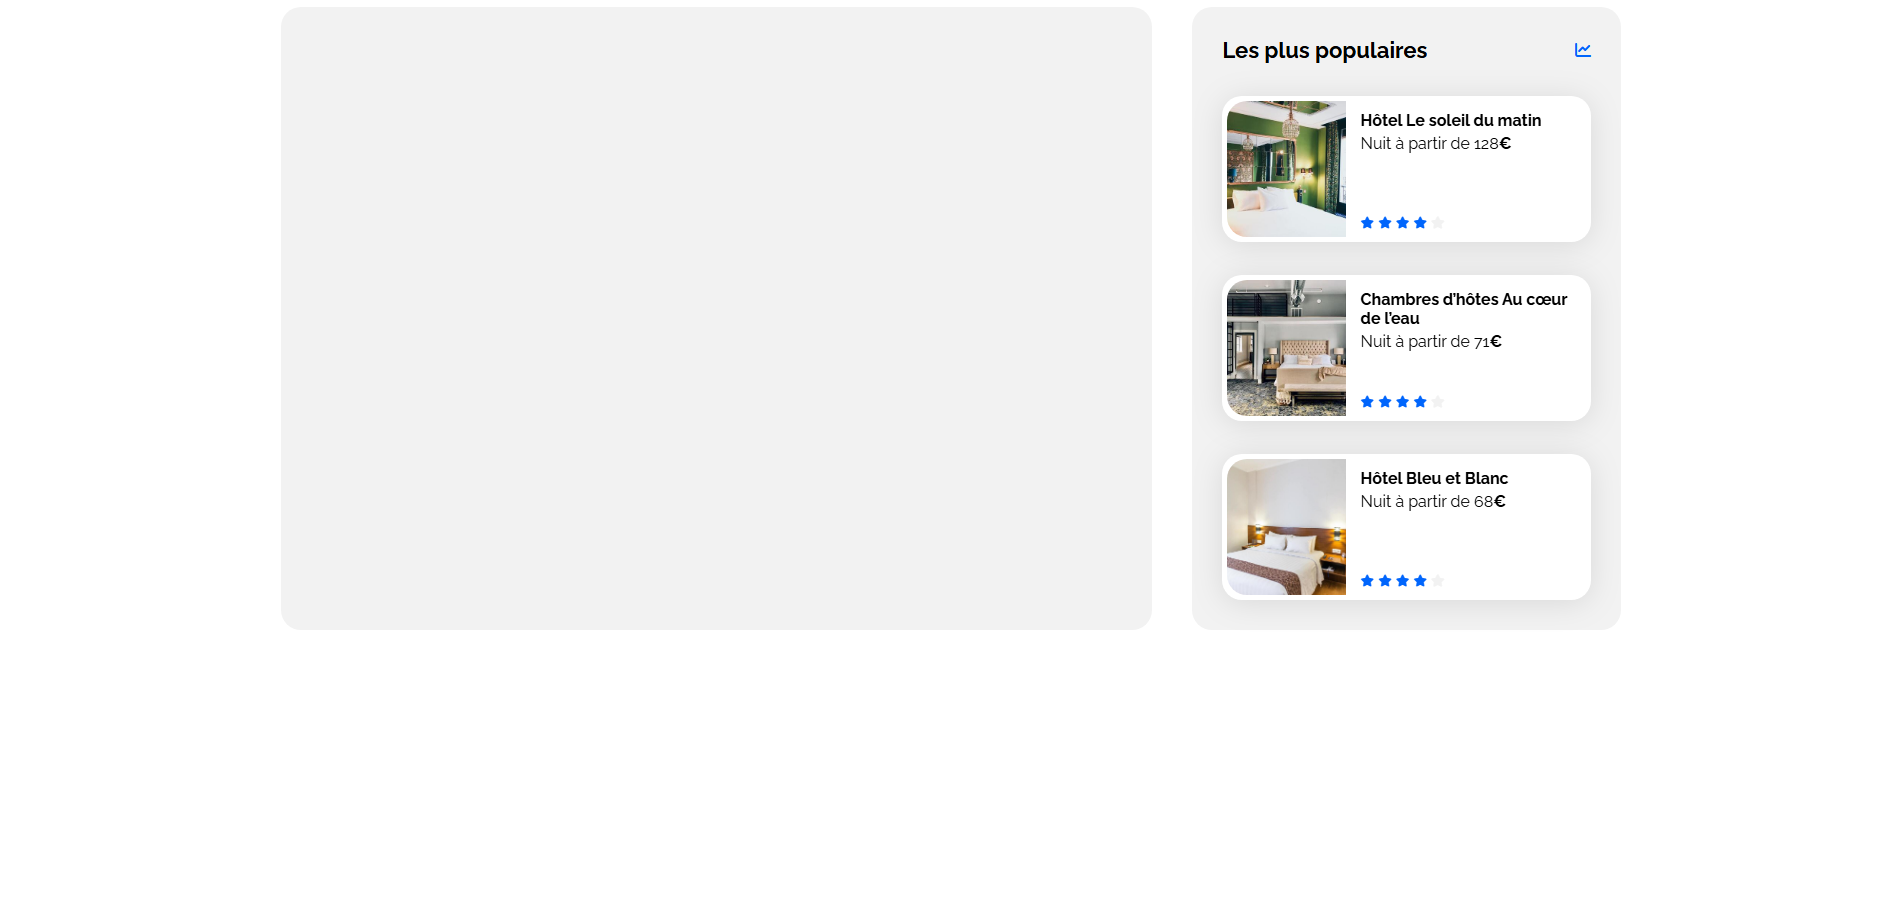 Les plus populaires
Hôtel Le soleil du matin
Nuit à partir de 128€
Chambres d'hôtes Au cœur
de l'eau
Nuit à partir de 71€
Hôtel Bleu et Blanc
Nuit à partir de 68€